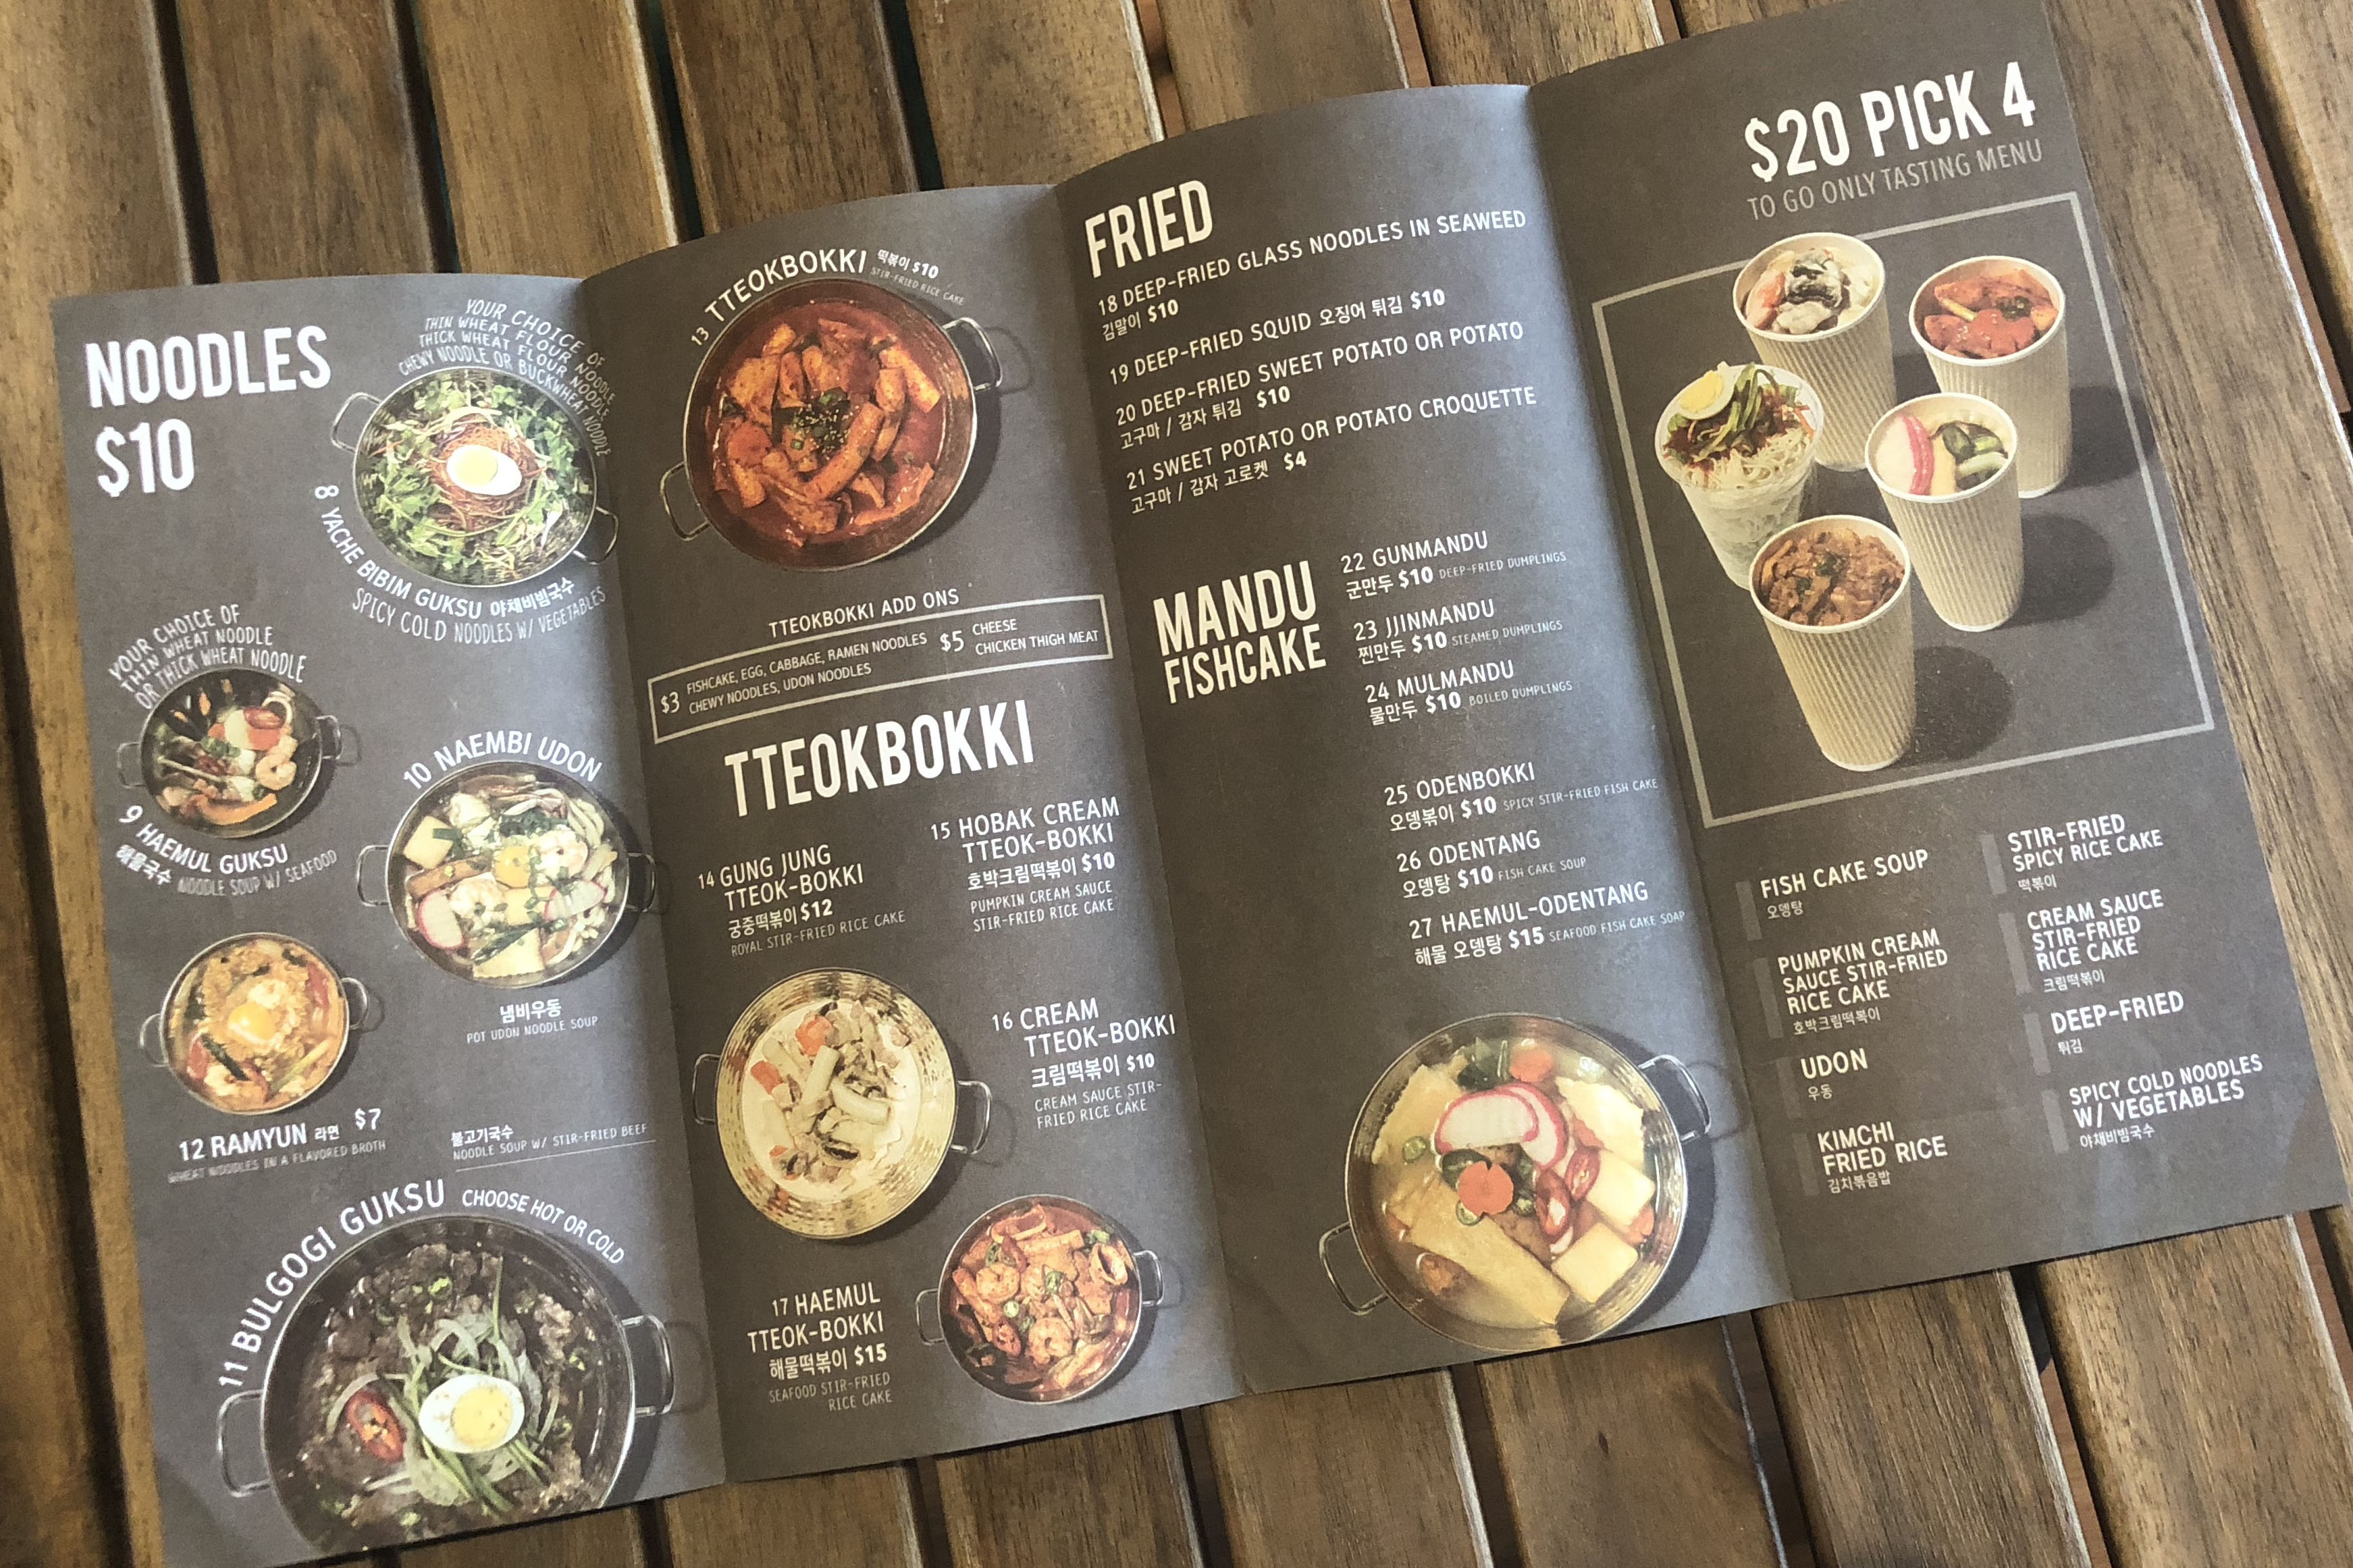 NOODLES
$10
YOUR CHOICE OF
THIN WHEAT FLOUR NOODLE
THICK WHEAT FLOUR NOODLE
CHEWY NOODLE OR BUCKWHEAT NOODLE
8 YACHE BIBIM GUKSU 야채비빔국수
SPICY COLD NOODLES W/ VEGETABLES
YOUR CHOICE OF
THIN WHEAT NOODLE
OR THICK WHEAT NOODLE
9 HAEMUL GUKSU
해물국수 NOODLE SOUP W/ SEAFOOD
10 NAEMBI UDON
냄비우동
POT UDON NOODLE SOUP
12 RAMYUN 라면 $7
WHEAT NOODLES IN A FLAVORED BROTH
불고기국수
NOODLE SOUP W/ STIR-FRIED BEEF
11 BULGOGI GUKSU CHOOSE HOT OR COLD
13 TTEOKBOKKI 떡볶이 $10
STIR-FRIED RICE CAKE
TTEOKBOKKI ADD ONS
$3 FISHCAKE, EGG, CABBAGE, RAMEN NOODLES
CHEWY NOODLES, UDON NOODLES
$5 CHEESE
CHICKEN THIGH MEAT
TTEOKBOKKI
14 GUNG JUNG
TTEOK-BOKKI
궁중떡볶이 $12
ROYAL STIR-FRIED RICE CAKE
15 HOBAK CREAM
TTEOK-BOKKI
호박크림떡볶이 $10
PUMPKIN CREAM SAUCE
STIR-FRIED RICE CAKE
16 CREAM
TTEOK-BOKKI
크림떡볶이 $10
CREAM SAUCE STIR-
FRIED RICE CAKE
17 HAEMUL
TTEOK-BOKKI
해물떡볶이 $15
SEAFOOD STIR-FRIED
RICE CAKE
FRIED
18 DEEP-FRIED GLASS NOODLES IN SEAWEED
김말이 $10
19 DEEP-FRIED SQUID 오징어 튀김 $10
20 DEEP-FRIED SWEET POTATO OR POTATO
고구마 / 감자 튀김 $10
21 SWEET POTATO OR POTATO CROQUETTE
고구마 / 감자 고로켓 $4
MANDU
FISHCAKE
22 GUNMANDU
군만두 $10 DEEP-FRIED DUMPLINGS
23 JJINMANDU
찐만두 $10 STEAMED DUMPLINGS
24 MULMANDU
물만두 $10 BOILED DUMPLINGS
25 ODENBOKKI
오뎅볶이 $10 SPICY STIR-FRIED FISH CAKE
26 ODENTANG
오뎅탕 $10 FISH CAKE SOUP
27 HAEMUL-ODENTANG
해물 오뎅탕 $15 SEAFOOD FISH CAKE SOAP
$20 PICK 4
TO GO ONLY TASTING MENU
FISH CAKE SOUP
오뎅탕
PUMPKIN CREAM
SAUCE STIR-FRIED
RICE CAKE
호박크림떡볶이
UDON
우동
KIMCHI
FRIED RICE
김치볶음밥
STIR-FRIED
SPICY RICE CAKE
떡볶이
CREAM SAUCE
STIR-FRIED
RICE CAKE
크림떡볶이
DEEP-FRIED
튀김
SPICY COLD NOODLES
W/ VEGETABLES
야채비빔국수